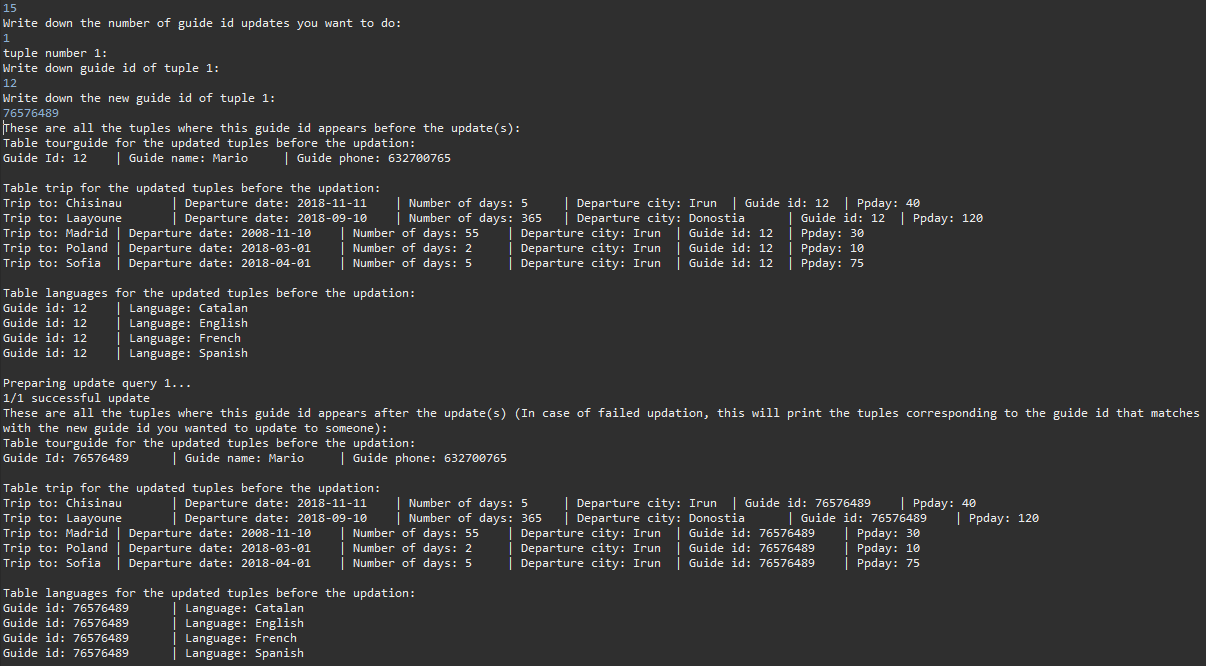 15
Write down the number of guide id updates you want to do:
1
tuple number 1:
Write down guide id of tuple 1:
12
Write down the new guide id of tuple 1:
76576489
These are all the tuples where this guide id appears before the update(s):
Table tourguide for the updated tuples before the updation:
Guide Id: 12 | Guide name: Mario | Guide phone: 632700765
Table trip for the updated tuples before the updation:
Trip to: Chisinau | Departure date: 2018-11-11 | Number of days: 5 | Departure city: Irun | Guide id: 12 | Ppday: 40
Trip to: Laayoune | Departure date: 2018-09-10 | Number of days: 365 | Departure city: Donostia | Guide id: 12 | Ppday: 120
Trip to: Madrid | Departure date: 2008-11-10 | Number of days: 55 | Departure city: Irun | Guide id: 12 | Ppday: 30
Trip to: Poland | Departure date: 2018-03-01 | Number of days: 2 | Departure city: Irun | Guide id: 12 | Ppday: 10
Trip to: Sofia | Departure date: 2018-04-01 | Number of days: 5 | Departure city: Irun | Guide id: 12 | Ppday: 75
Table languages for the updated tuples before the updation:
Guide id: 12 | Language: Catalan
Guide id: 12 | Language: English
Guide id: 12 | Language: French
Guide id: 12 | Language: Spanish
Preparing update query 1...
1/1 successful update
These are all the tuples where this guide id appears after the update(s) (In case of failed updation, this will print the tuples corresponding to the guide id that matches
with the new guide id you wanted to update to someone):
Table tourguide for the updated tuples before the updation:
Guide Id: 76576489 | Guide name: Mario | Guide phone: 632700765
Table trip for the updated tuples before the updation:
Trip to: Chisinau | Departure date: 2018-11-11 | Number of days: 5 | Departure city: Irun | Guide id: 76576489 | Ppday: 40
Trip to: Laayoune | Departure date: 2018-09-10 | Number of days: 365 | Departure city: Donostia | Guide id: 76576489 | Ppday: 120
Trip to: Madrid | Departure date: 2008-11-10 | Number of days: 55 | Departure city: Irun | Guide id: 76576489 | Ppday: 30
Trip to: Poland | Departure date: 2018-03-01 | Number of days: 2 | Departure city: Irun | Guide id: 76576489 | Ppday: 10
Trip to: Sofia | Departure date: 2018-04-01 | Number of days: 5 | Departure city: Irun | Guide id: 76576489 | Ppday: 75
Table languages for the updated tuples before the updation:
Guide id: 76576489 | Language: Catalan
Guide id: 76576489 | Language: English
Guide id: 76576489 | Language: French
Guide id: 76576489 | Language: Spanish